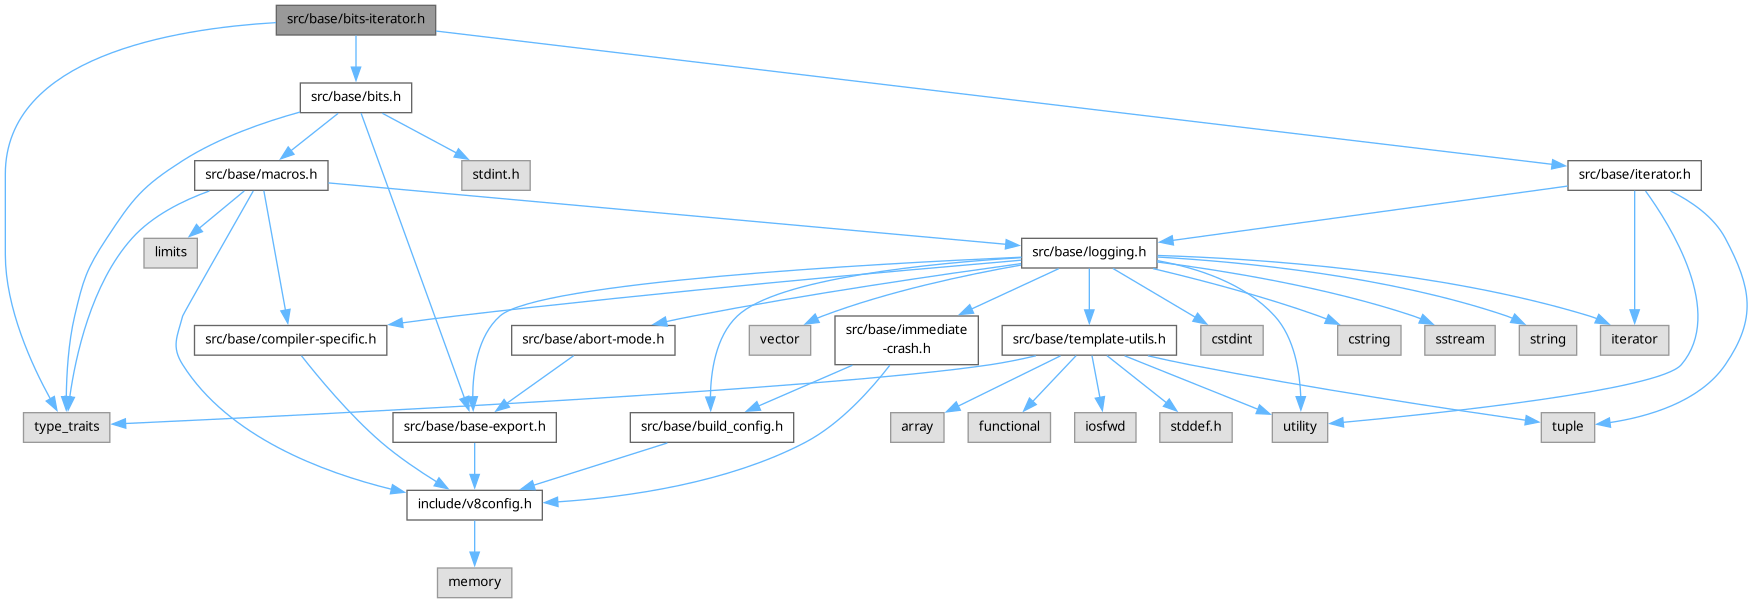 src/base/bits-iterator.h
src/base/bits.h
src/base/macros.h
stdint.h
src/base/iterator.h
limits
src/base/logging.h
src/base/compiler-specific.h
src/base/abort-mode.h
vector
src/base/immediate
-crash.h
src/base/template-utils.h
cstdint
cstring
sstream
string
iterator
type_traits
src/base/base-export.h
src/base/build_config.h
array
functional
iosfwd
stddef.h
utility
tuple
include/v8config.h
memory